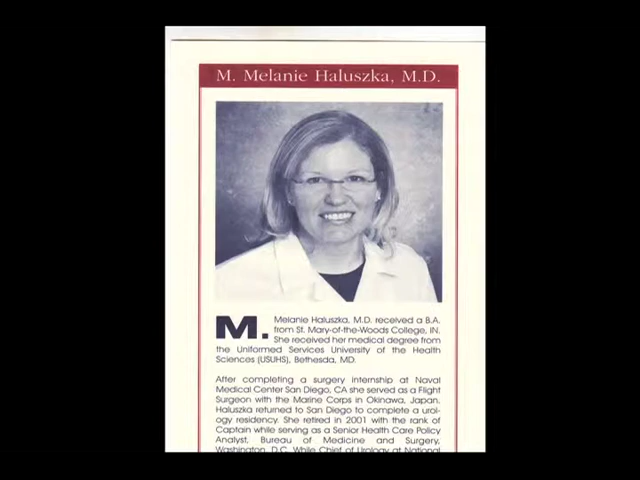 M. Melanie Haluszka, M.D.
M. Melanie Haluszka, M.D. received a B.A.
from St. Mary-of-the-Woods College, IN.
She received her medical degree from
the Uniformed Services University of the Health
Sciences (USUHS), Bethesda, MD.
After completing a surgery internship at Naval
Medical Center San Diego, CA she served as a Flight
Surgeon with the Marine Corps in Okinawa, Japan.
Haluszka returned to San Diego to complete a urol-
ogy residency. She retired in 2001 with the rank of
Captain while serving as a Senior Health Care Policy
Analyst, Bureau of Medicine and Surgery,
Washington, D.C. While Chief of Urology at National